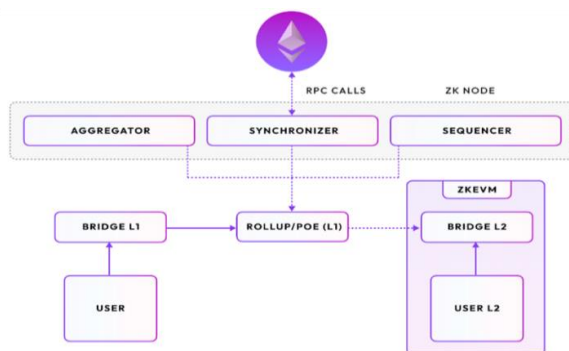 RPC CALLS
ZK NODE
AGGREGATOR
SYNCHRONIZER
SEQUENCER
ZKEVM
BRIDGE L1
ROLLUP/POE (L1)
BRIDGE L2
USER
USER L2